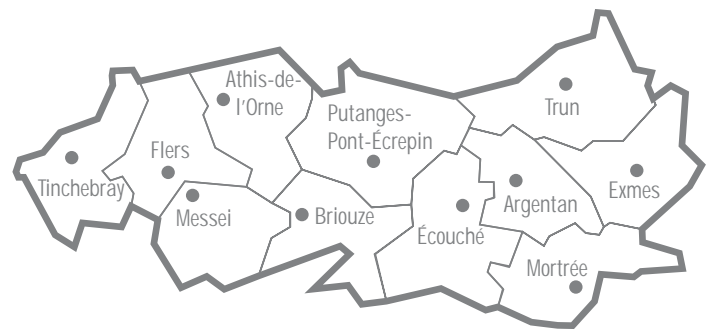 Athis-de-
l'Orne
Putanges-
Pont-Écrepin
Trun
Flers
Tinchebray
Messei
Briouze
Écouché
Argentan
Exmes
Mortrée